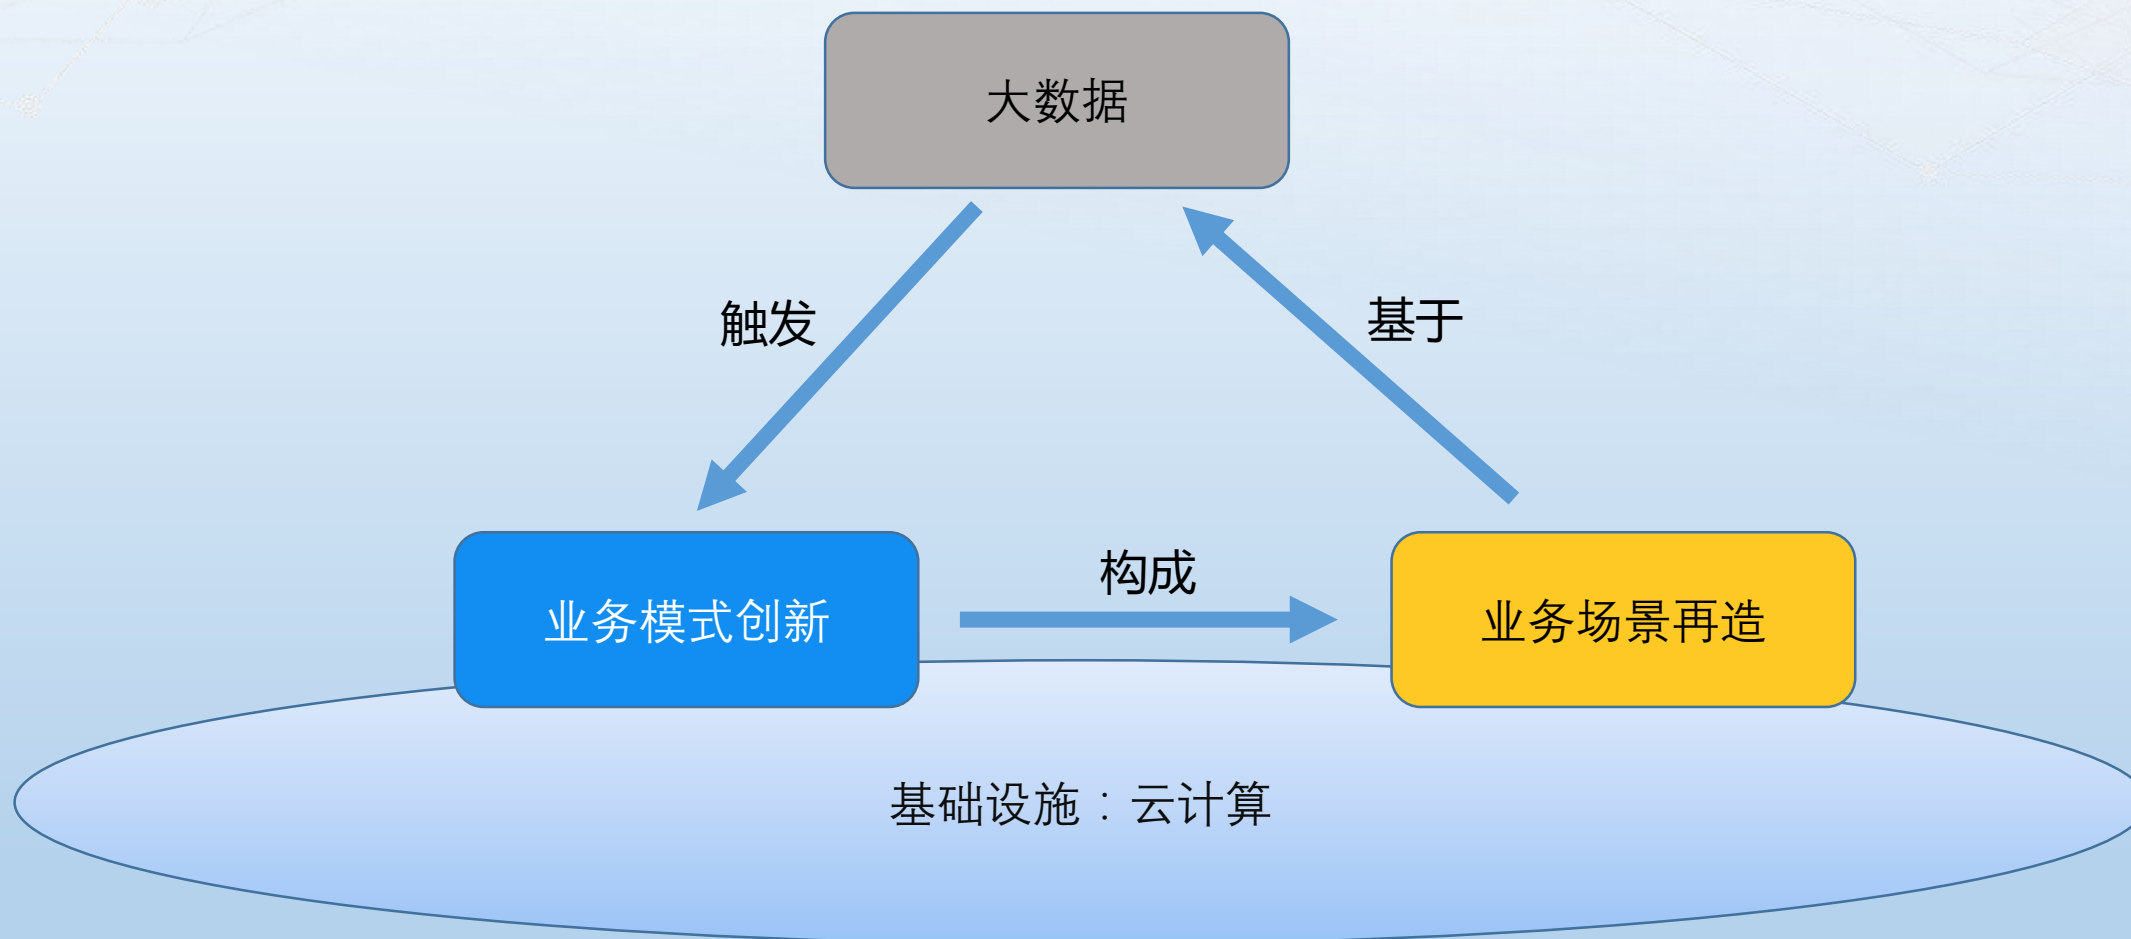 大数据
触发
基于
构成
业务模式创新
业务场景再造
基础设施：云计算